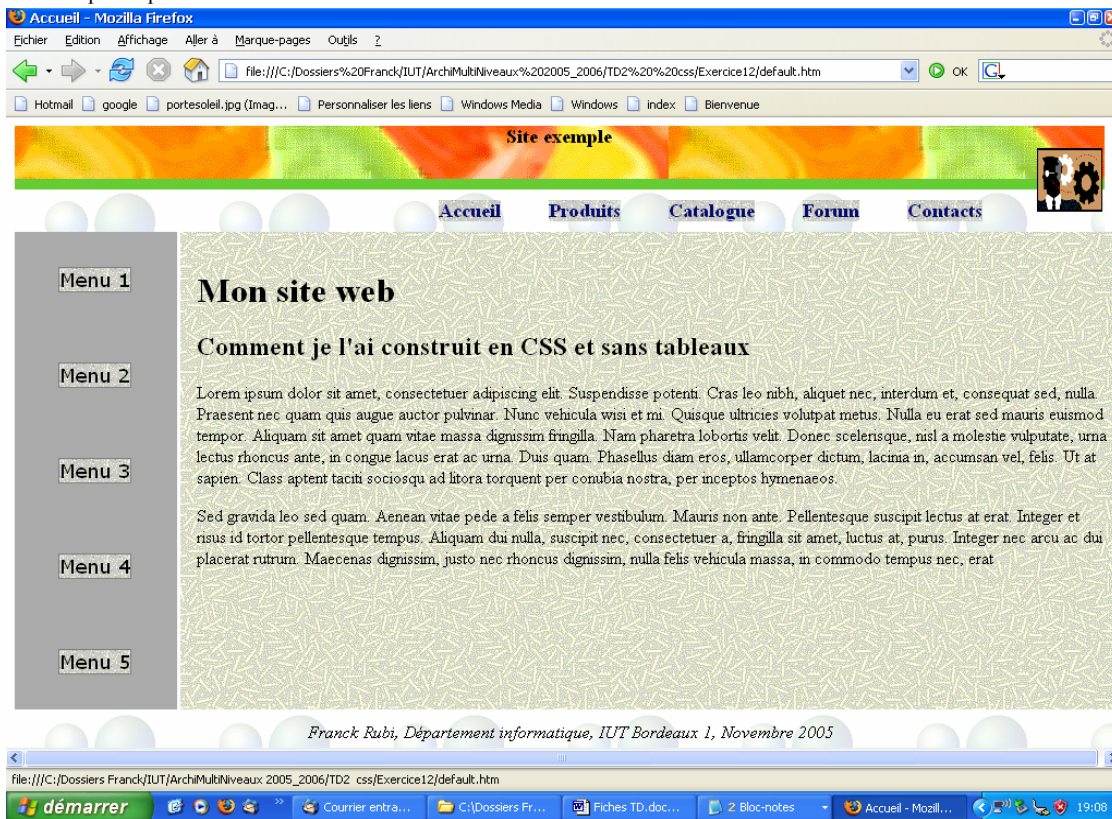 Accueil - Mozilla Firefox
Fichier Edition Affichage Aller à Marque-pages Outils ?
file:///C:/Dossiers%20Franck/IUT/ArchiMultiNiveaux%202005_2006/TD2%20%20css/Exercice12/default.htm OK G
Hotmail google portesoleil.jpg (Imag... Personnaliser les liens Windows Media Windows index Bienvenue
Site exemple
Accueil Produits Catalogue Forum Contacts
Menu 1
Menu 2
Menu 3
Menu 4
Menu 5
Mon site web
Comment je l'ai construit en CSS et sans tableaux
Lorem ipsum dolor sit amet, consectetuer adipiscing elit. Suspendisse potenti. Cras leo nibh, aliquet nec, interdum et, consequat sed, nulla.
Praesent nec quam quis augue auctor pulvinar. Nunc vehicula wisi et mi. Quisque ultricies volutpat metus. Nulla eu erat sed mauris euismod
tempor. Aliquam sit amet quam vitae massa dignissim fringilla. Nam pharetra lobortis velit. Donec scelerisque, nisl a molestie vulputate, urna
lectus rhoncus ante, in congue lacus erat ac urna. Duis quam. Phasellus diam eros, ullamcorper dictum, lacinia in, accumsan vel, felis. Ut at
sapien. Class aptent taciti sociosqu ad litora torquent per conubia nostra, per inceptos hymenaeos.
Sed gravida leo sed quam. Aenean vitae pede a felis semper vestibulum. Mauris non ante. Pellentesque suscipit lectus at erat. Integer et
risus id tortor pellentesque tempus. Aliquam dui nulla, suscipit nec, consectetuer a, fringilla sit amet, luctus at, purus. Integer nec arcu ac dui
placerat rutrum. Maecenas dignissim, justo nec rhoncus dignissim, nulla felis vehicula massa, in commodo tempus nec, erat
Franck Rubi, Département informatique, IUT Bordeaux 1, Novembre 2005
file:///C:/Dossiers Franck/IUT/ArchiMultiNiveaux 2005_2006/TD2 css/Exercice12/default.htm
démarrer Courrier entra... C:\Dossiers Fr... Fiches TD.doc... 2 Bloc-notes Accueil - Mozill... 19:08